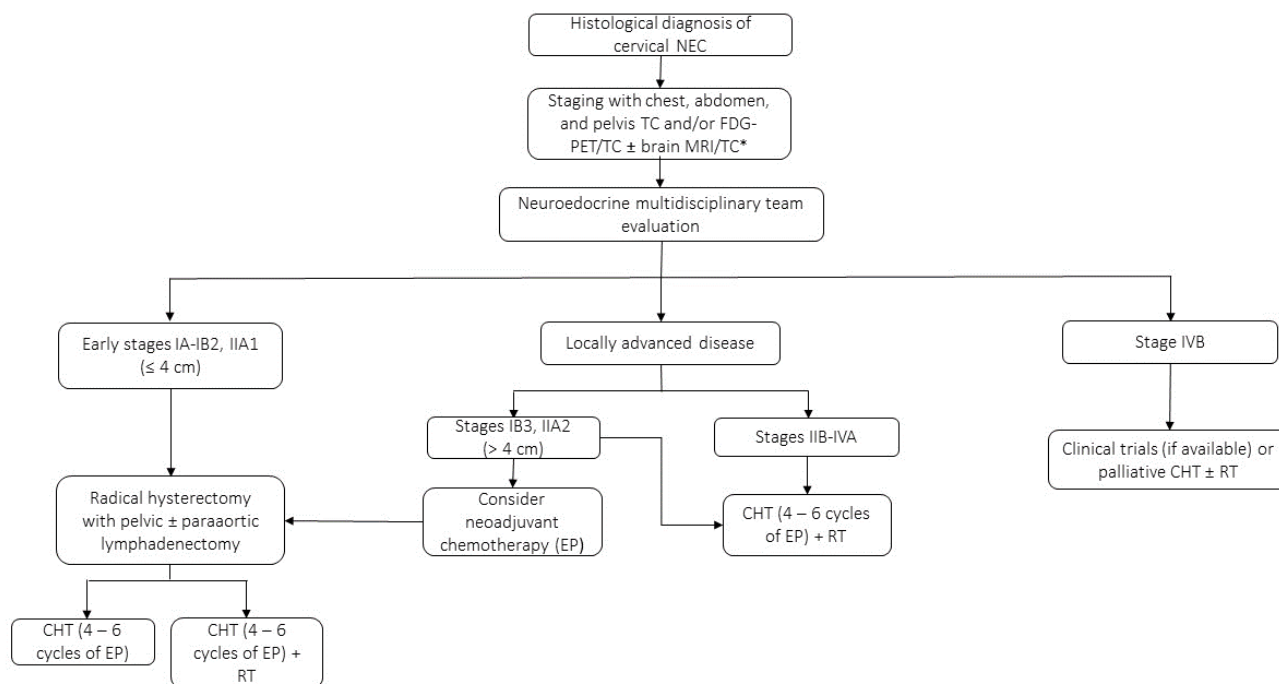 Histological diagnosis of
cervical NEC
Staging with chest, abdomen,
and pelvis TC and/or FDG-
PET/TC ± brain MRI/TC*
Neuroedocrine multidisciplinary team
evaluation
Early stages IA-IB2, IIA1
(≤ 4 cm)
Locally advanced disease
Stage IVB
Stages IB3, IIA2
(> 4 cm)
Stages IIB-IVA
Clinical trials (if available) or
palliative CHT ± RT
Radical hysterectomy
with pelvic ± paraaortic
lymphadenectomy
Consider
neoadjuvant
chemotherapy (EP)
CHT (4 – 6 cycles
of EP) + RT
CHT (4 – 6
cycles of EP)
CHT (4 – 6
cycles of EP) +
RT